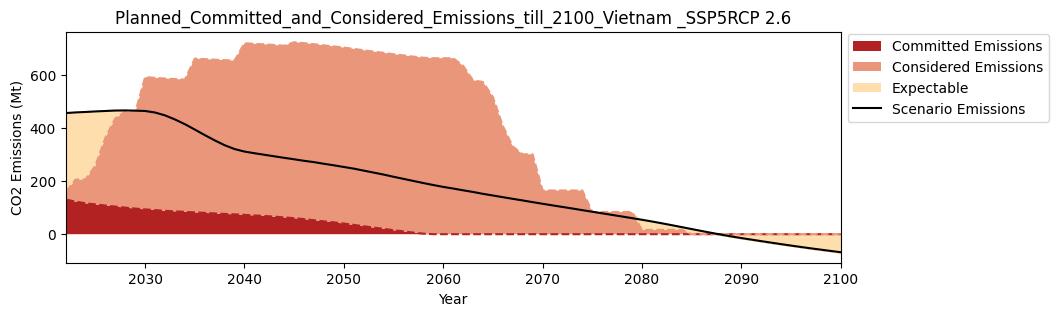 Planned_Committed_and_Considered_Emissions_till_2100_Vietnam _SSP5RCP 2.6
Committed Emissions
Considered Emissions
Expectable
Scenario Emissions
CO2 Emissions (Mt)
600
400
200
0
2030 2040 2050 2060 2070 2080 2090 2100
Year